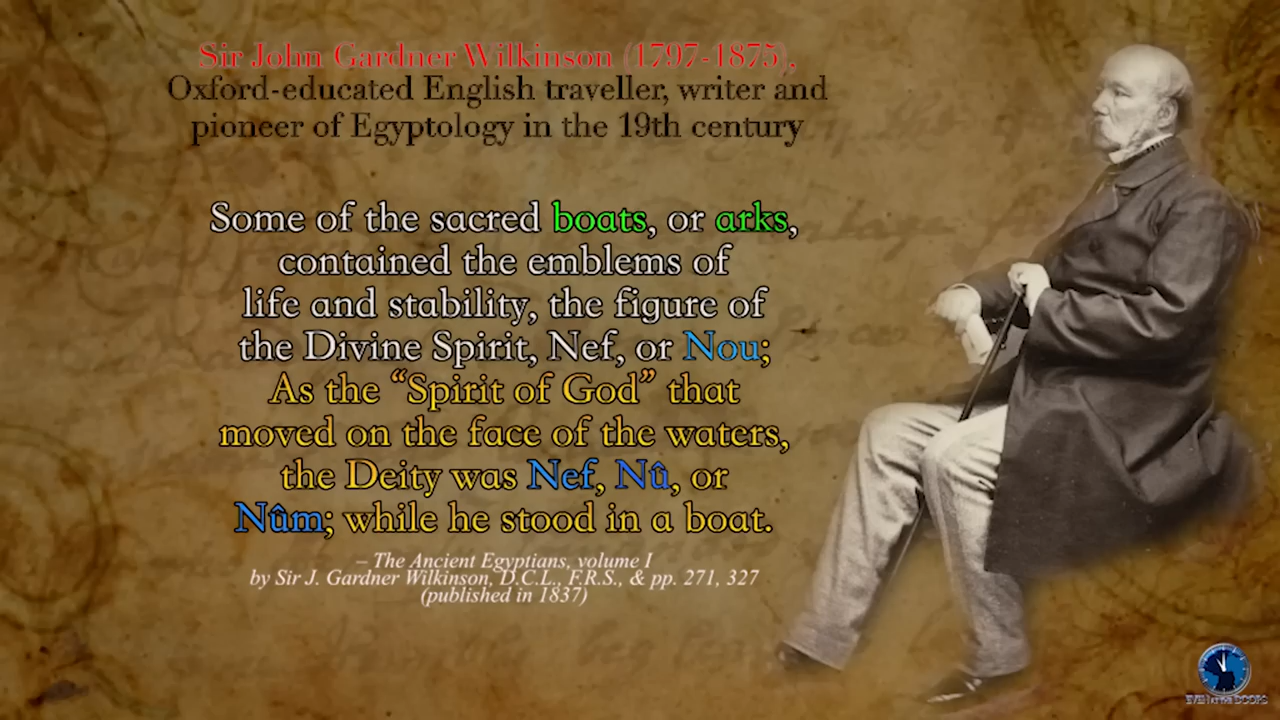 Sir John Gardner Wilkinson (1797-1875),
Oxford-educated English traveller, writer and
pioneer of Egyptology in the 19th century
Some of the sacred boats, or arks,
contained the emblems of
life and stability, the figure of
the Divine Spirit, Nef, or Nou;
As the “Spirit of God” that
moved on the face of the waters,
the Deity was Nef, Nû, or
Nûm; while he stood in a boat.
– The Ancient Egyptians, volume I
by Sir J. Gardner Wilkinson, D.C.L., F.R.S., & pp. 271, 327
(published in 1837)
EVEN AT THE DOORS